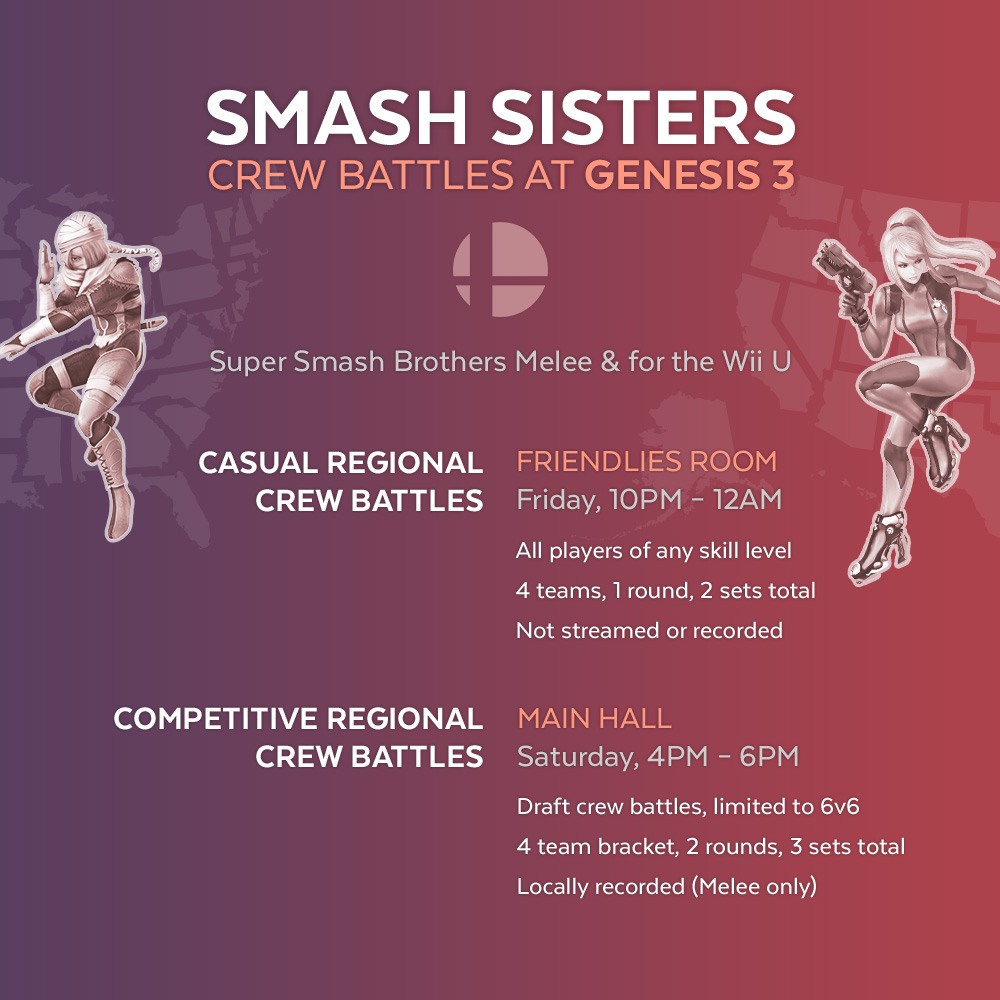 SMASH SISTERS
CREW BATTLES AT GENESIS 3
Super Smash Brothers Melee & for the Wii U
CASUAL REGIONAL
CREW BATTLES
FRIENDLIES ROOM
Friday, 10PM – 12AM
All players of any skill level
4 teams, 1 round, 2 sets total
Not streamed or recorded
COMPETITIVE REGIONAL
CREW BATTLES
MAIN HALL
Saturday, 4PM – 6PM
Draft crew battles, limited to 6v6
4 team bracket, 2 rounds, 3 sets total
Locally recorded (Melee only)